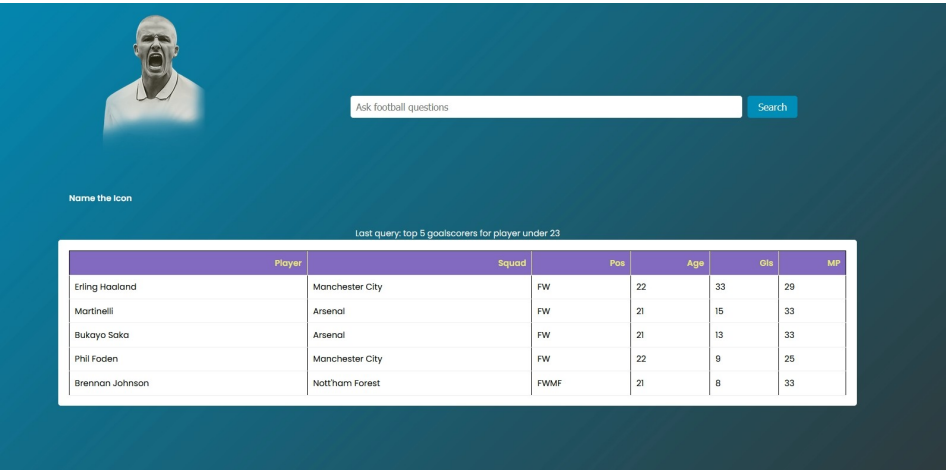 Ask football questions Search
Name the Icon
Last query: top 5 goalscorers for player under 23
Player Squad Pos Age Gls MP
Erling Haaland Manchester City FW 22 33 29
Martinelli Arsenal FW 21 15 33
Bukayo Saka Arsenal FW 21 13 33
Phil Foden Manchester City FW 22 9 25
Brennan Johnson Nott'ham Forest FWMF 21 8 33